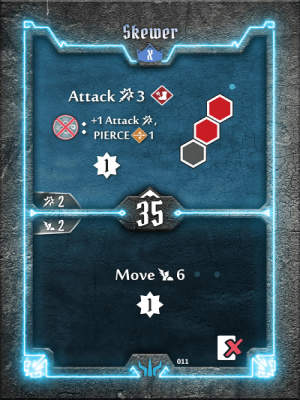 Skewer
X
Attack 3
+1 Attack ,
PIERCE 1
1
2
35
2
Move 6
1
011